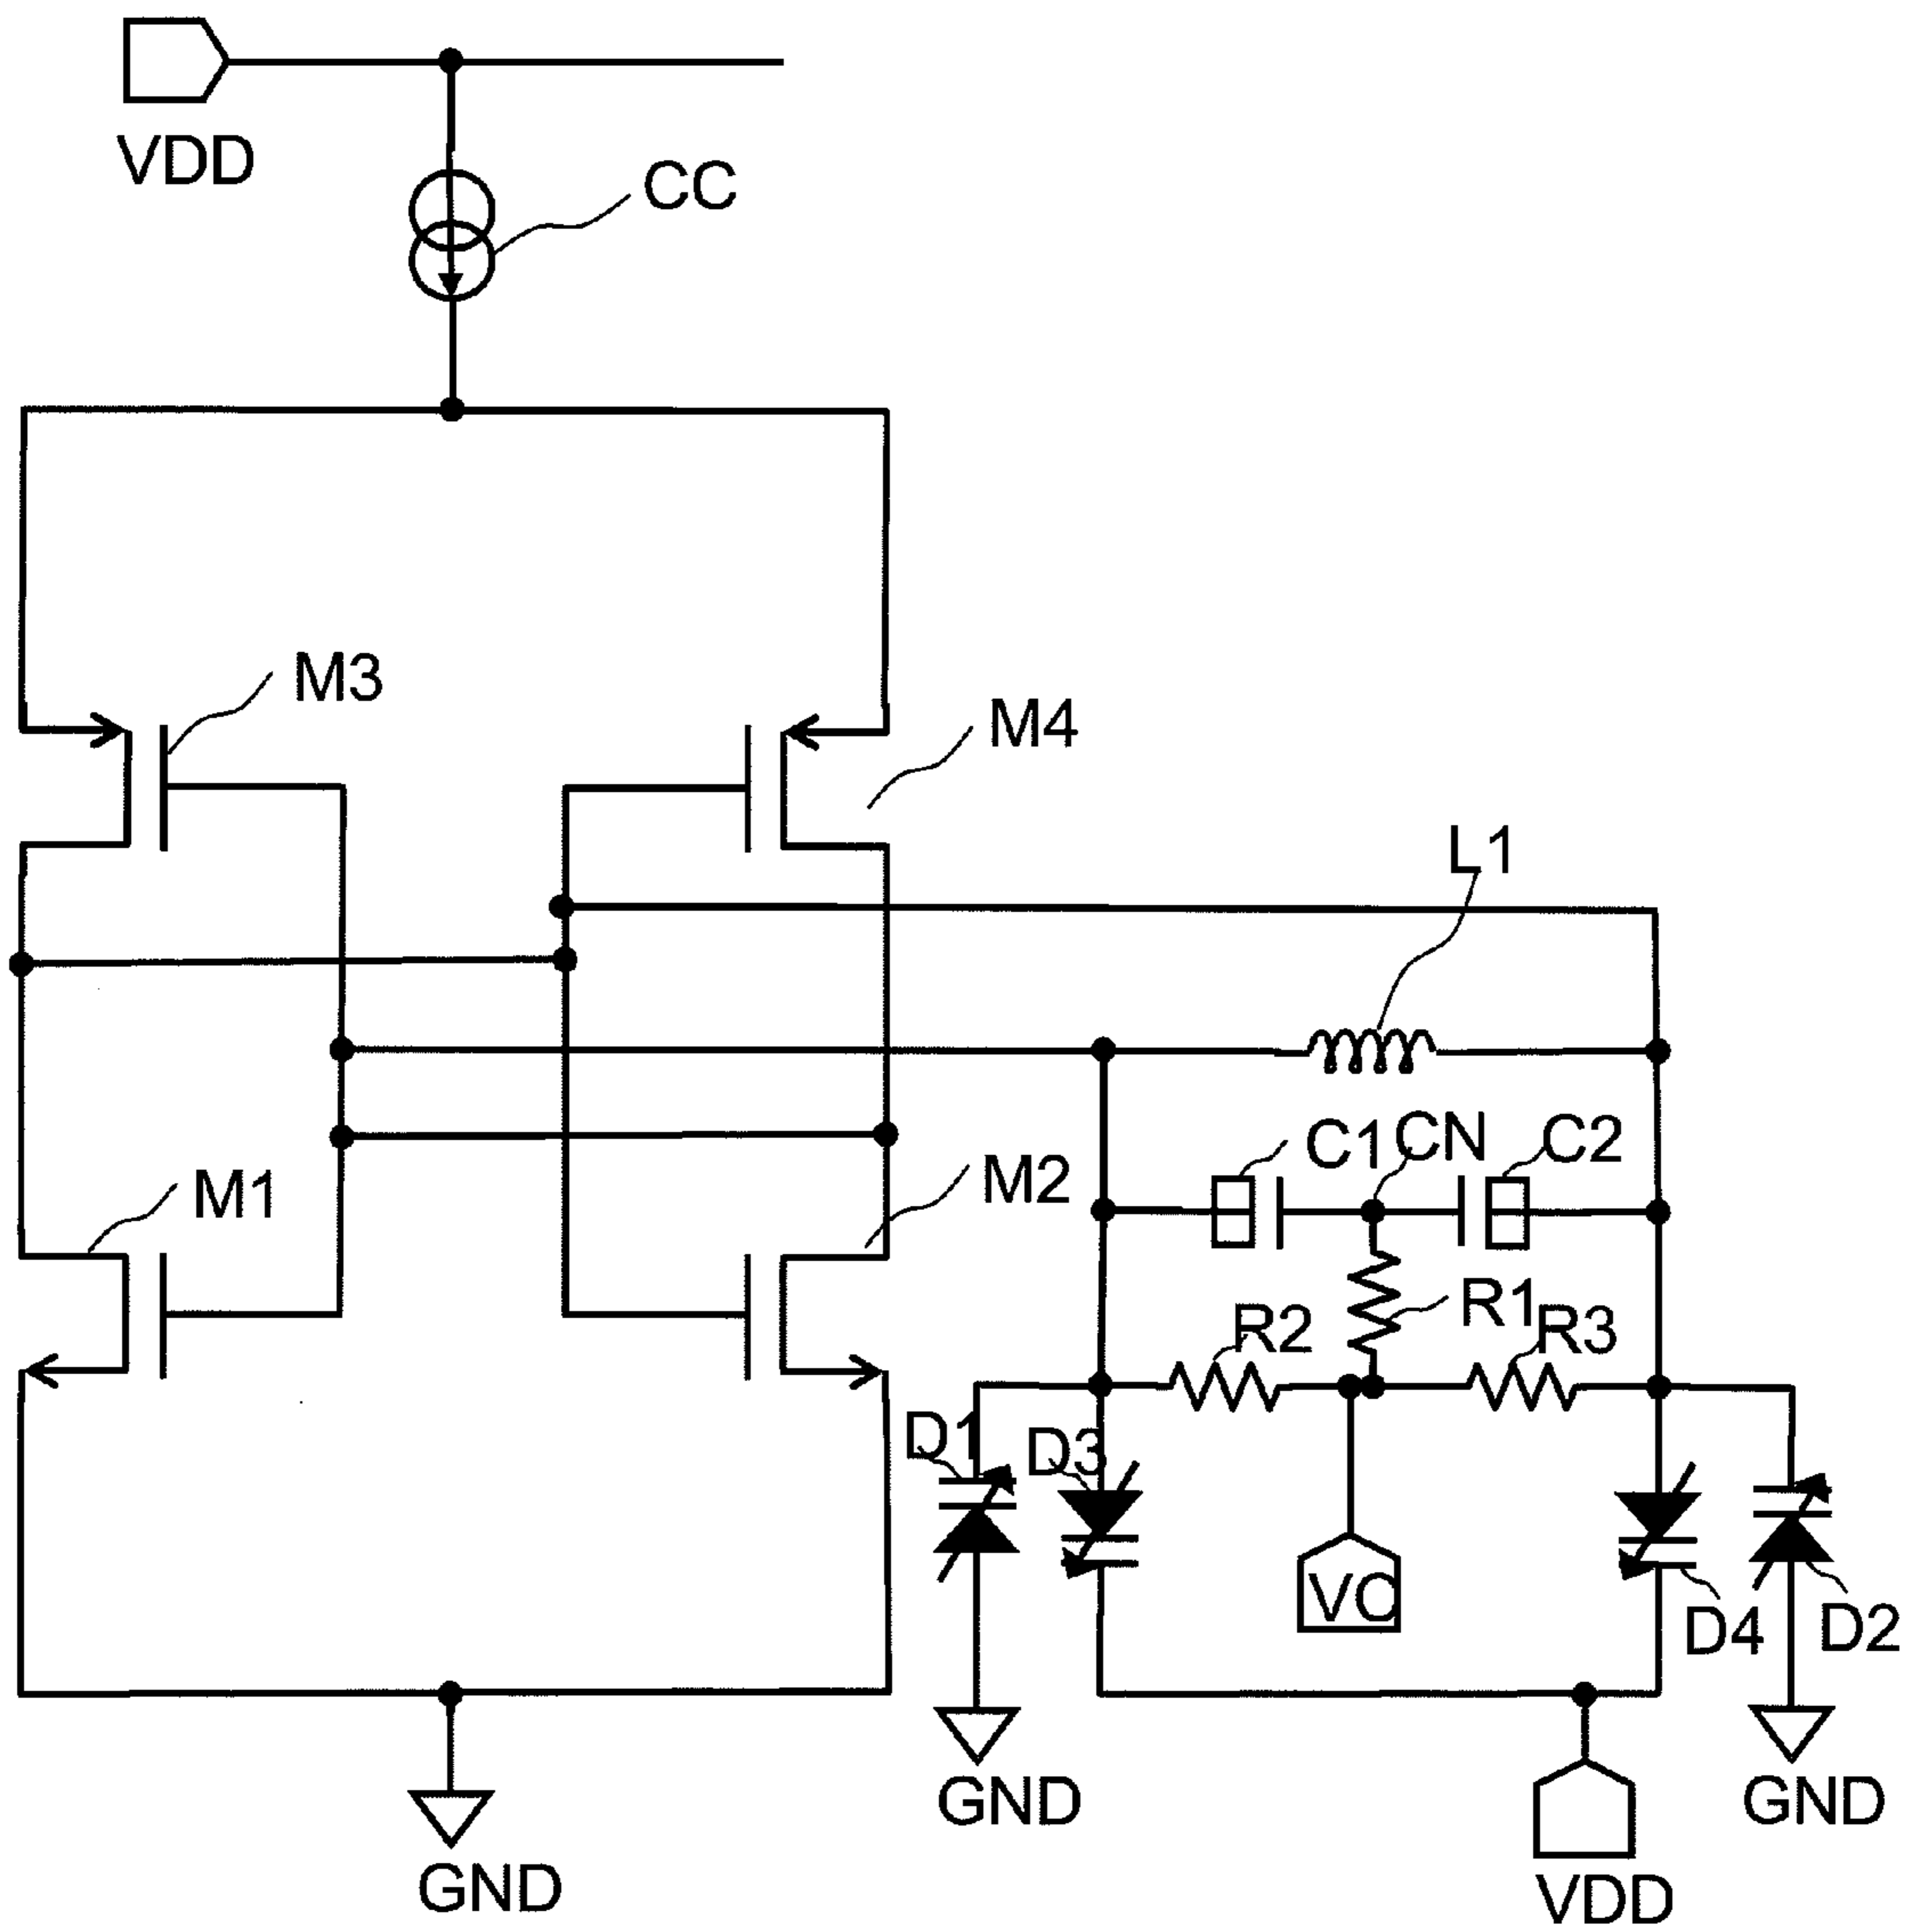 VDD
CC
M3
M4
L1
C1
CN
C2
M1
M2
R1
R2
R3
D1
D3
VC
D4
D2
GND
GND
GND
VDD